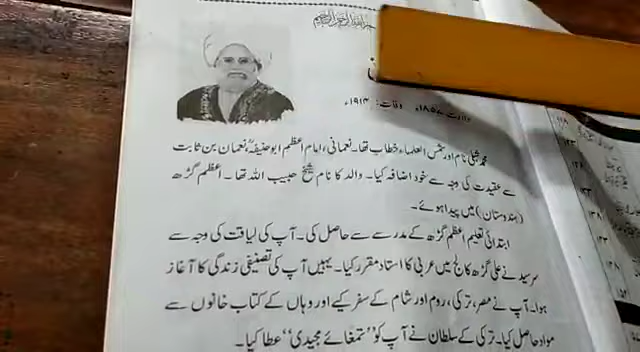 بسم اللہ الرحمن الرحیم
ولادت: ۱۸۵۷ء وفات: ۱۹۱۴ء
محمد شبلی نام اور شمس العلماء خطاب تھا۔ نعمانی، امام اعظم ابو حنیفہؒ نعمان بن ثابت
سے عقیدت کی وجہ سے خود اضافہ کیا۔ والد کا نام شیخ حبیب اللہ تھا۔ اعظم گڑھ
(ہندوستان) میں پیدا ہوئے۔
ابتدائی تعلیم اعظم گڑھ کے مدرسے سے حاصل کی۔ آپ کی لیاقت کی وجہ سے
سرسید نے علی گڑھ کالج میں عربی کا استاد مقرر کیا۔ یہیں آپ کی تصنیفی زندگی کا آغاز
ہوا۔ آپ نے مصر، ترکی، روم اور شام کے سفر کیے اور وہاں کے کتاب خانوں سے
مواد حاصل کیا۔ ترکی کے سلطان نے آپ کو ’’تمغائے مجیدی‘‘ عطا کیا۔